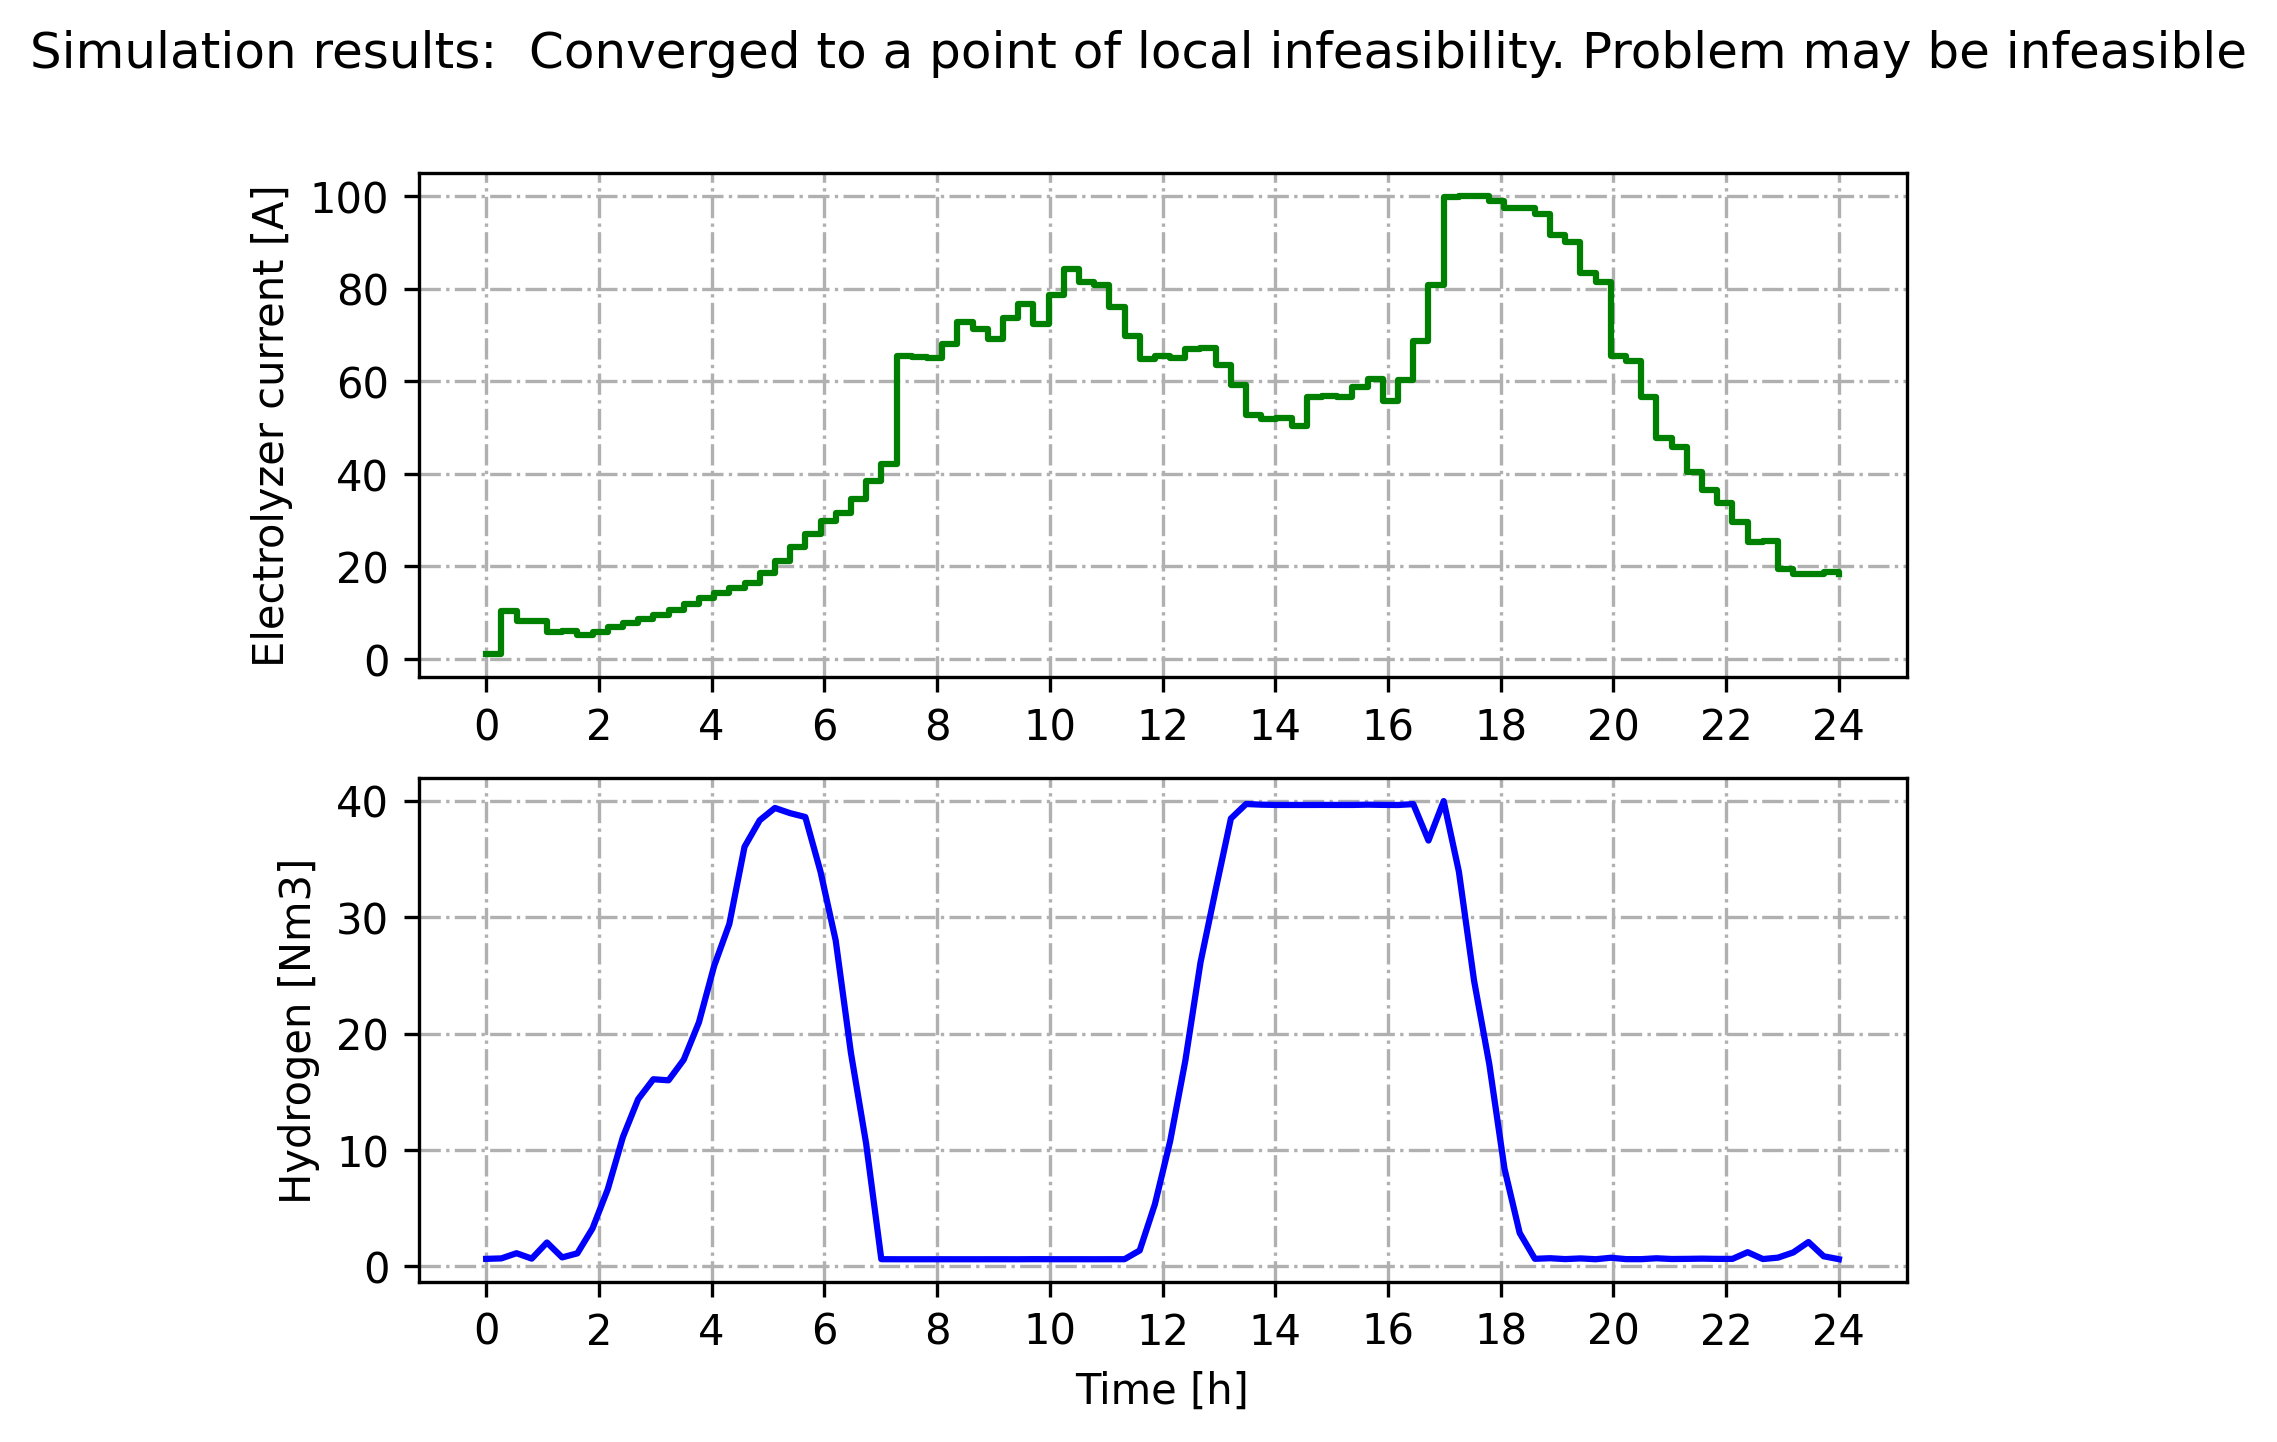 Simulation results:  Converged to a point of local infeasibility. Problem may be infeasible
Electrolyzer current [A]
100
80
60
40
20
0
0 2 4 6 8 10 12 14 16 18 20 22 24
Hydrogen [Nm3]
40
30
20
10
0
0 2 4 6 8 10 12 14 16 18 20 22 24
Time [h]